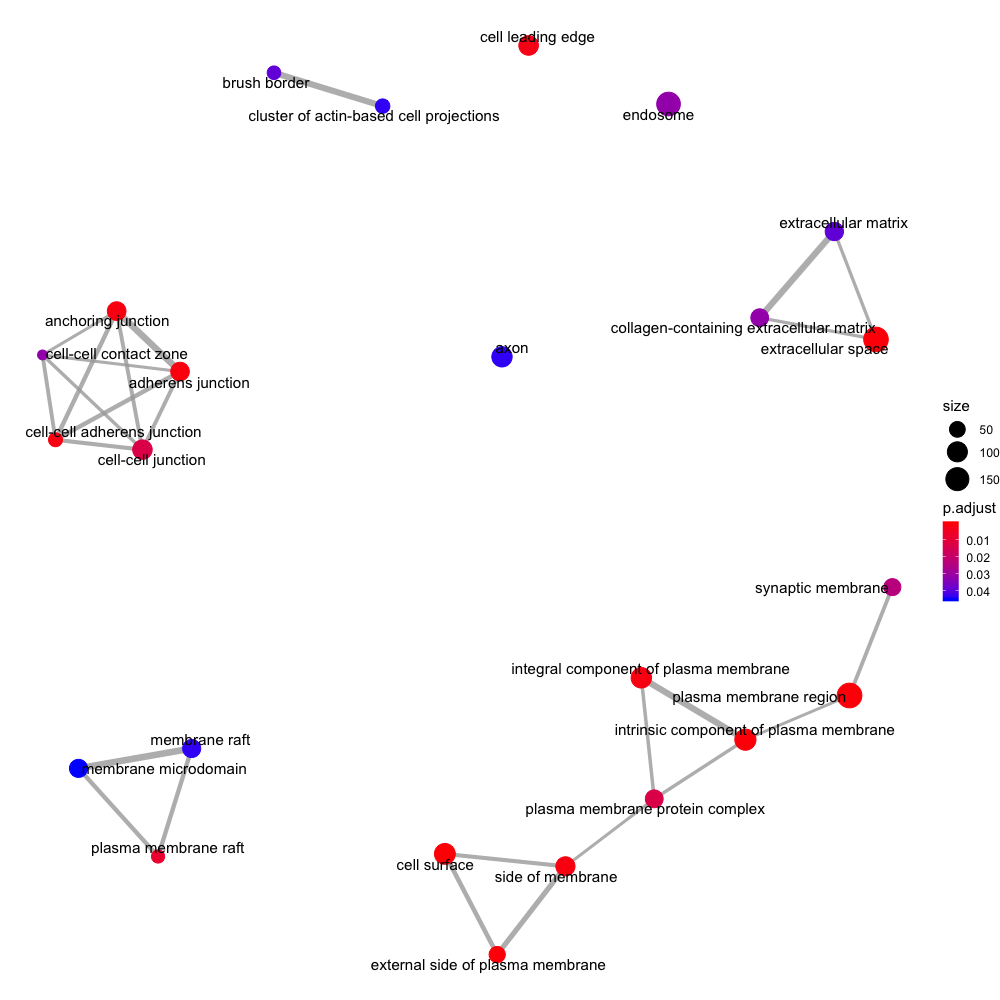 cell leading edge
brush border
cluster of actin-based cell projections
endosome
extracellular matrix
anchoring junction
collagen-containing extracellular matrix
axon
extracellular space
cell-cell contact zone
adherens junction
size
50
cell-cell adherens junction
100
cell-cell junction
150
p.adjust
0.01
0.02
0.03
0.04
synaptic membrane
integral component of plasma membrane
plasma membrane region
intrinsic component of plasma membrane
membrane raft
membrane microdomain
plasma membrane protein complex
plasma membrane raft
cell surface
side of membrane
external side of plasma membrane